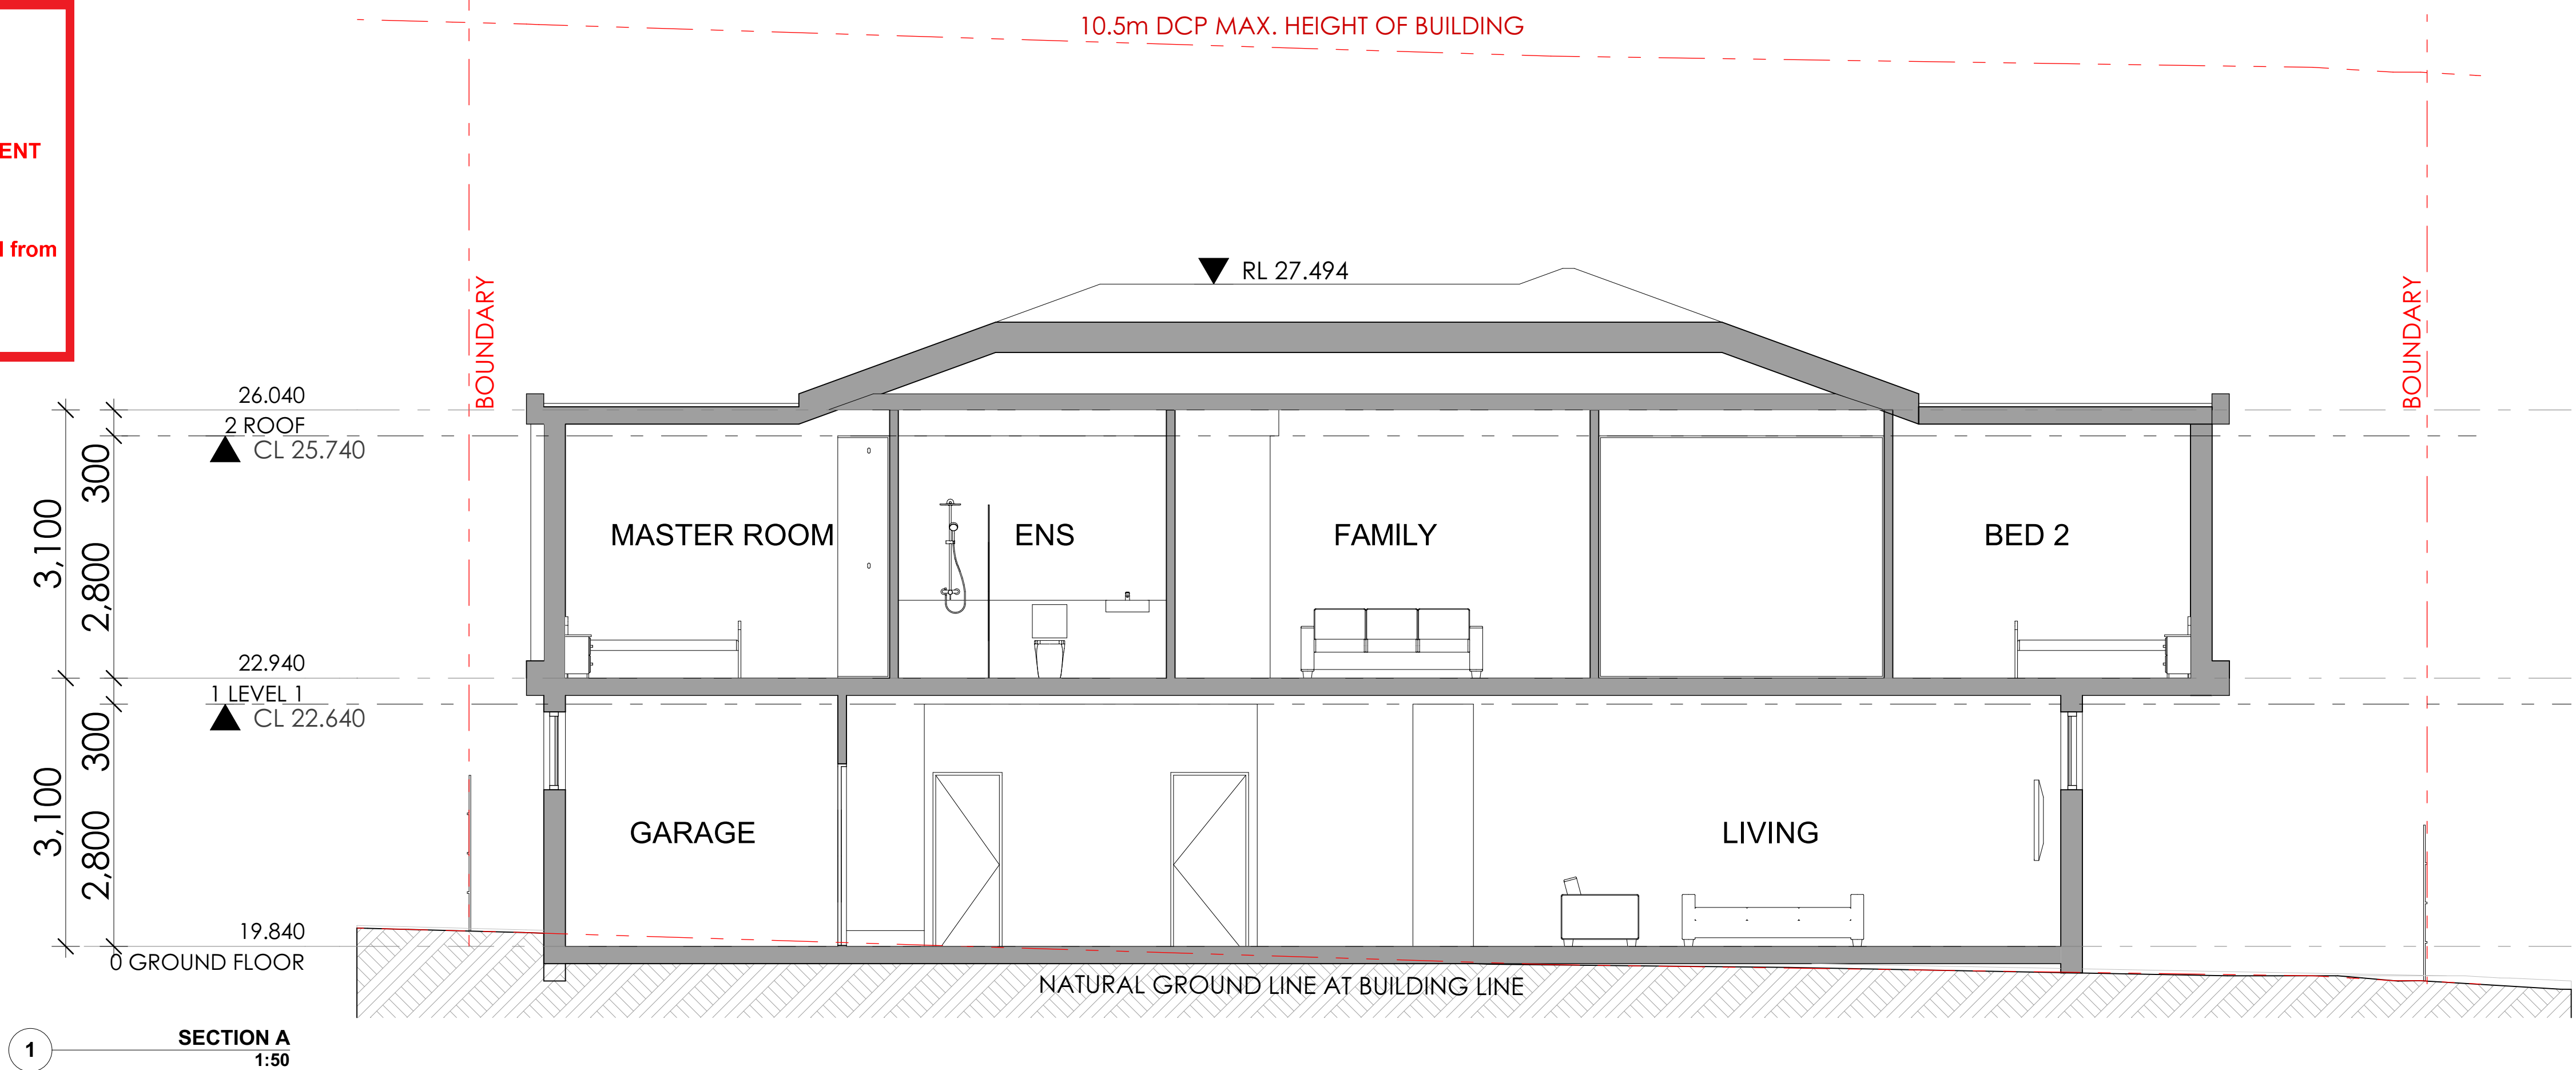 10.5m DCP MAX. HEIGHT OF BUILDING
ENT
from
RL 27.494
BOUNDARY
BOUNDARY
26.040
2 ROOF
CL 25.740
300
3,100
2,800
MASTER ROOM
ENS
FAMILY
BED 2
22.940
1 LEVEL 1
CL 22.640
300
3,100
2,800
GARAGE
LIVING
19.840
0 GROUND FLOOR
NATURAL GROUND LINE AT BUILDING LINE
1
SECTION A
1:50